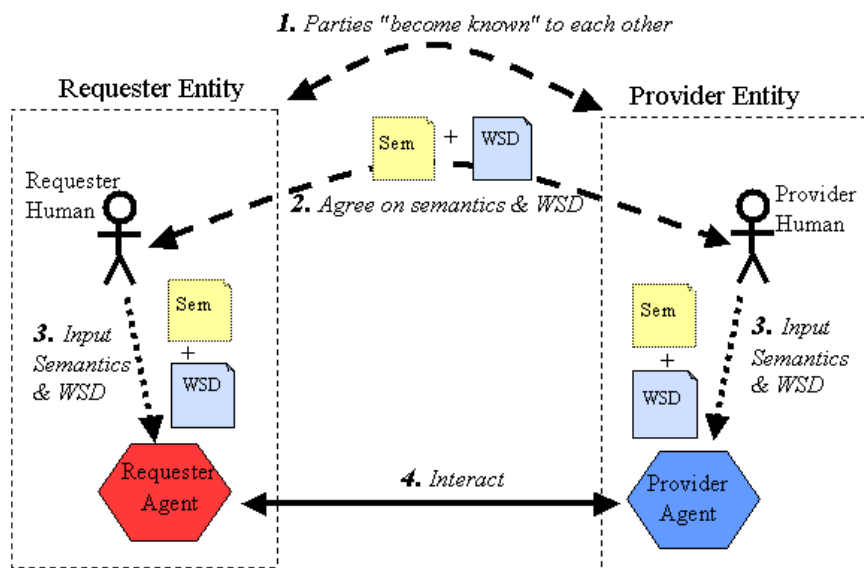 1. Parties "become known" to each other
Requester Entity
Provider Entity
Sem
+
WSD
Requester
Human
2. Agree on semantics & WSD
Provider
Human
Sem
+
WSD
3. Input
Semantics
& WSD
Sem
+
WSD
3. Input
Semantics
& WSD
Requester
Agent
4. Interact
Provider
Agent